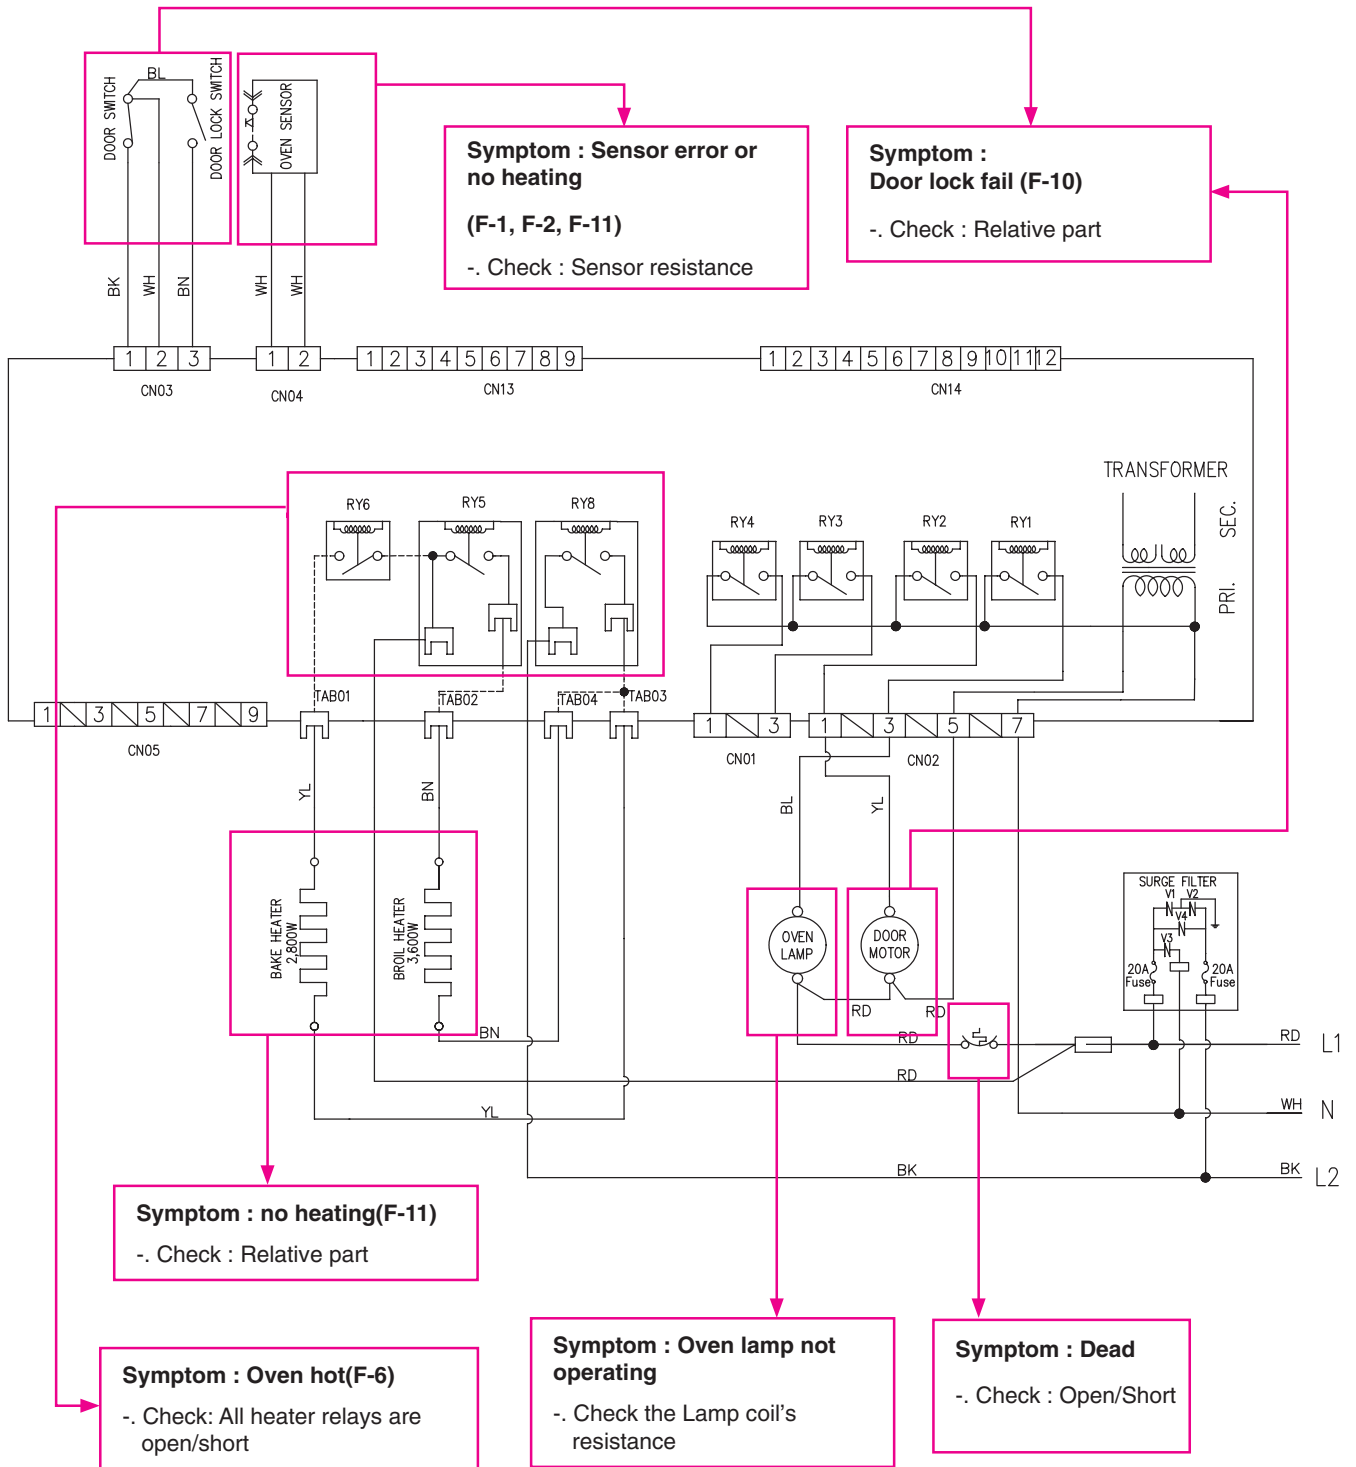 DOOR SWITCH
BL
DOOR LOCK SWITCH
OVEN SENSOR
Symptom : Sensor error or
no heating
(F-1, F-2, F-11)
-. Check : Sensor resistance
Symptom :
Door lock fail (F-10)
-. Check : Relative part
BK
WH
BN
WH
WH
1 2 3
1 2
1 2 3 4 5 6 7 8 9
1 2 3 4 5 6 7 8 9 10 11 12
CN03
CN04
CN13
CN14
TRANSFORMER
SEC.
PRI.
RY6
RY5
RY8
RY4
RY3
RY2
RY1
TAB01
TAB02
TAB04
TAB03
1 3 5 7 9
1 3
1 3 5 7
CN05
CN01
CN02
YL
BN
BL
YL
BAKE HEATER
2,800W
BROIL HEATER
3,600W
OVEN
LAMP
DOOR
MOTOR
SURGE FILTER
V1 V2
V4
V3
20A
Fuse
20A
Fuse
RD
RD
BN
RD
RD L1
RD
YL
WH N
BK
BK L2
Symptom : no heating(F-11)
-. Check : Relative part
Symptom : Oven hot(F-6)
-. Check: All heater relays are
open/short
Symptom : Oven lamp not
operating
-. Check the Lamp coil's
resistance
Symptom : Dead
-. Check : Open/Short